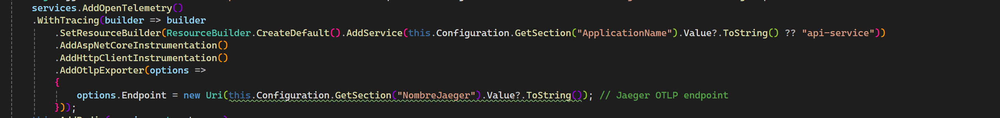 services.AddOpenTelemetry()
.WithTracing(builder => builder
.SetResourceBuilder(ResourceBuilder.CreateDefault().AddService(this.Configuration.GetSection("ApplicationName").Value?.ToString() ?? "api-service"))
.AddAspNetCoreInstrumentation()
.AddHttpClientInstrumentation()
.AddOtlpExporter(options =>
{
options.Endpoint = new Uri(this.Configuration.GetSection("NombreJaeger").Value?.ToString()); // Jaeger OTLP endpoint
}));